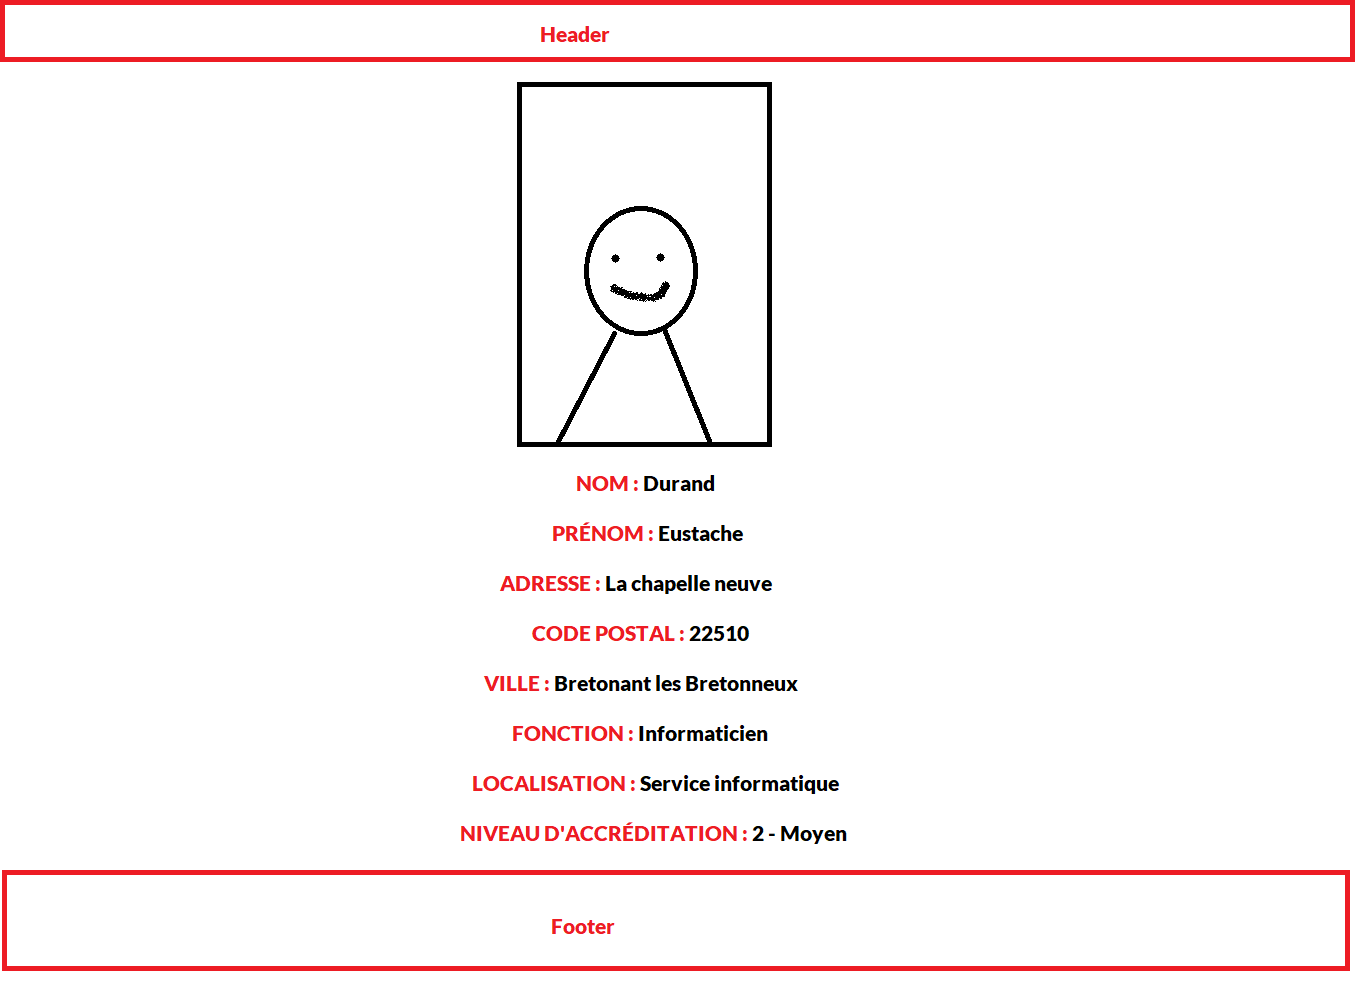 Header
NOM : Durand
PRÉNOM : Eustache
ADRESSE : La chapelle neuve
CODE POSTAL : 22510
VILLE : Bretonant les Bretonneux
FONCTION : Informaticien
LOCALISATION : Service informatique
NIVEAU D'ACCRÉDITATION : 2 - Moyen
Footer